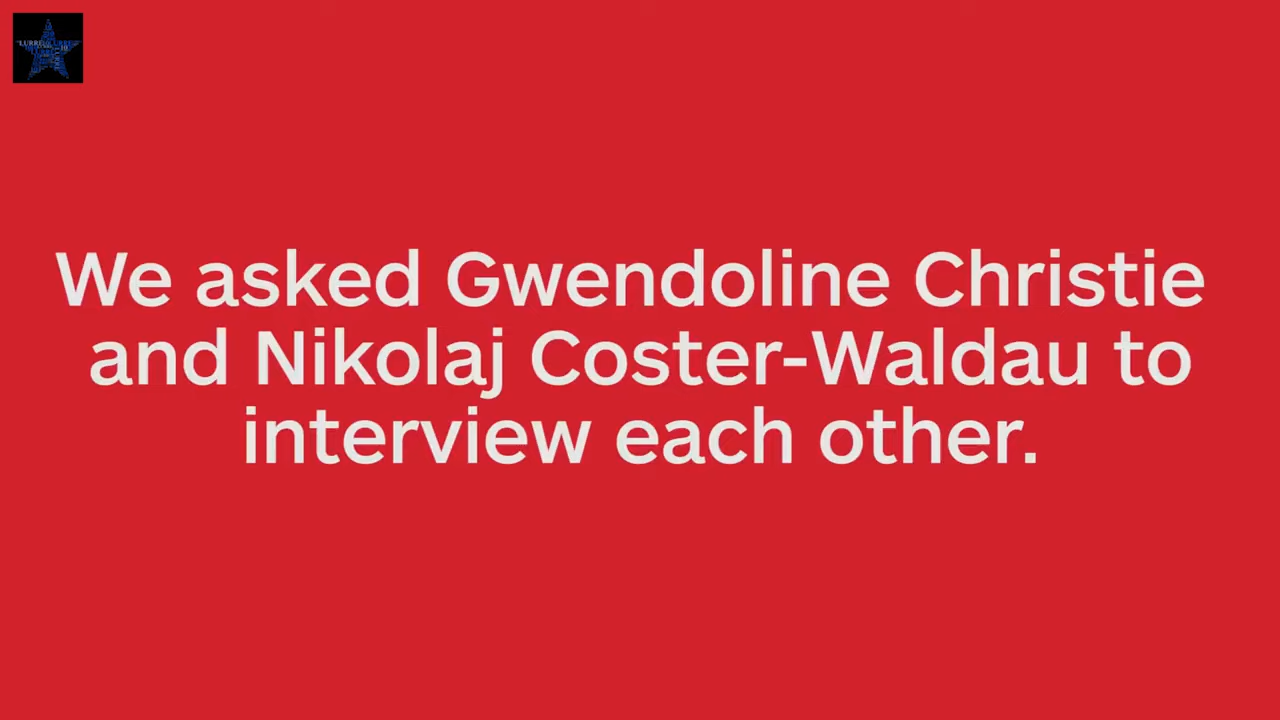 We asked Gwendoline Christie
and Nikolaj Coster-Waldau to
interview each other.